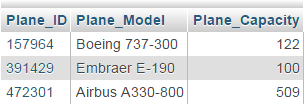 Plane_ID Plane_Model Plane_Capacity
157964 Boeing 737-300 122
391429 Embraer E-190 100
472301 Airbus A330-800 509